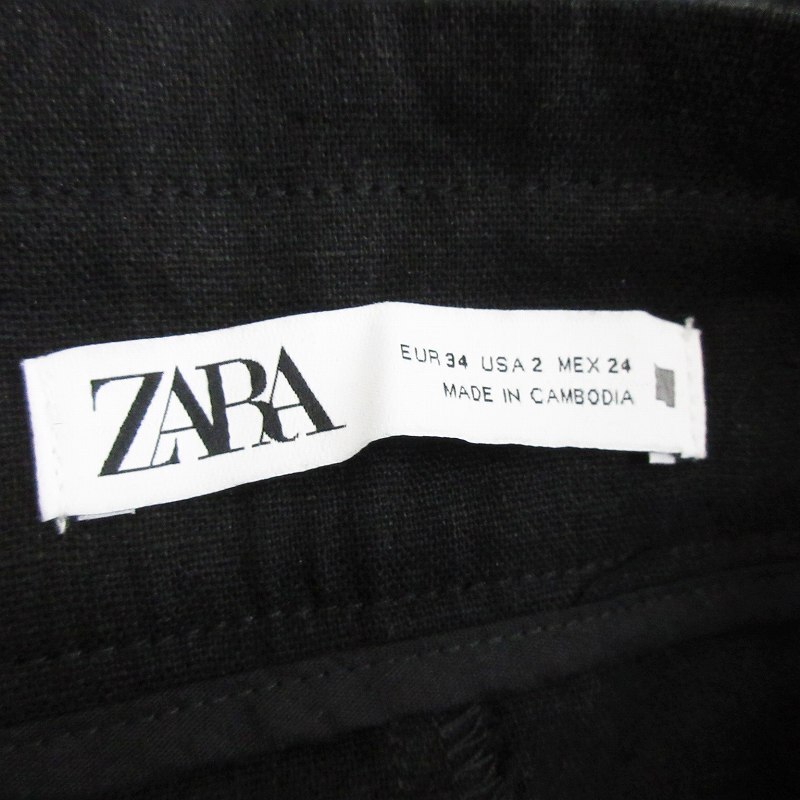 ZARA
EUR 34 USA 2 MEX 24
MADE IN CAMBODIA